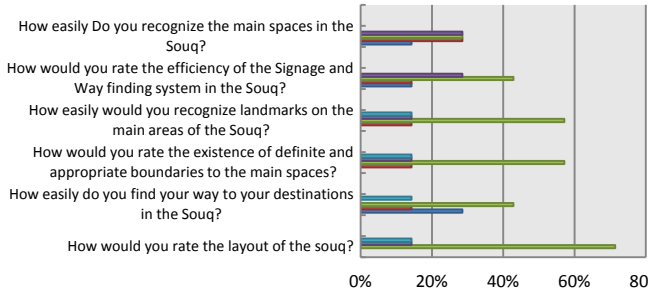 How easily Do you recognize the main spaces in the
Souq?
How would you rate the efficiency of the Signage and
Way finding system in the Souq?
How easily would you recognize landmarks on the
main areas of the Souq?
How would you rate the existence of definite and
appropriate boundaries to the main spaces?
How easily do you find your way to your destinations
in the Souq?
How would you rate the layout of the souq?
0% 20% 40% 60% 80